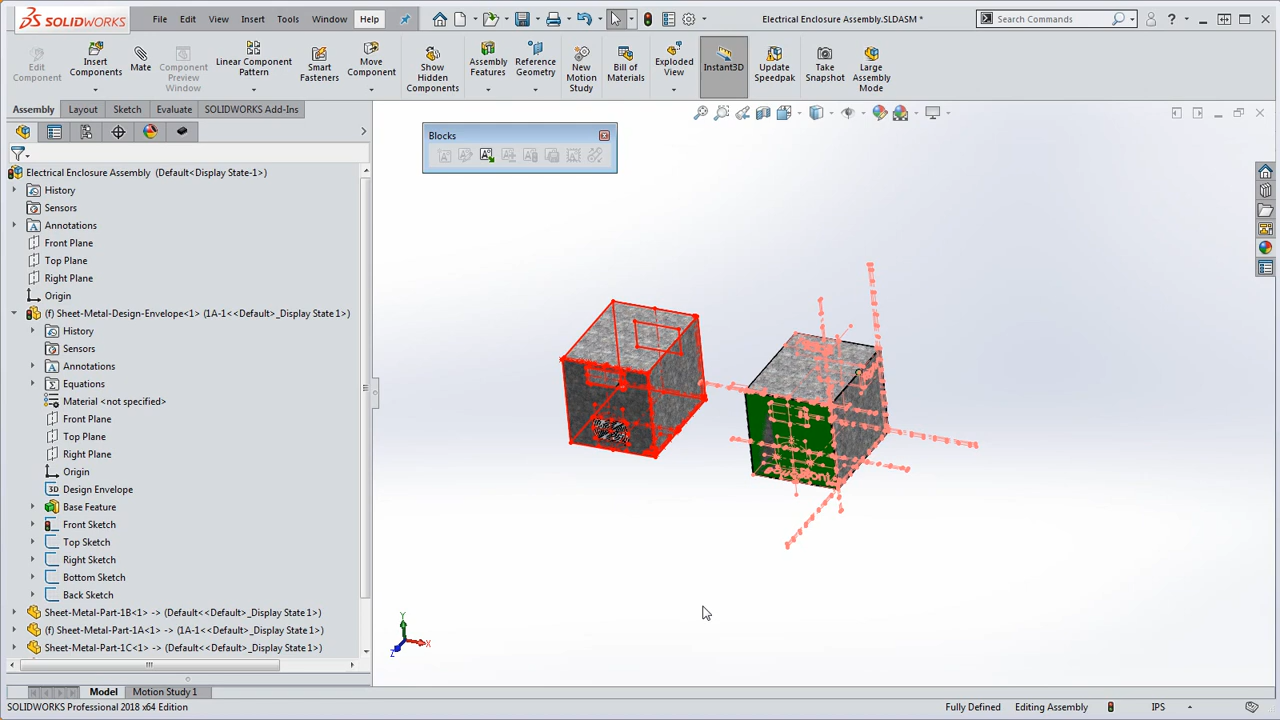 SOLIDWORKS File Edit View Insert Tools Window Help Electrical Enclosure Assembly.SLDASM * Search Commands ?
Edit Component
Insert Components
Mate
Component Preview Window
Linear Component Pattern
Smart Fasteners
Move Component
Show Hidden Components
Assembly Features
Reference Geometry
New Motion Study
Bill of Materials
Exploded View
Instant3D
Update Speedpak
Take Snapshot
Large Assembly Mode
Assembly Layout Sketch Evaluate SOLIDWORKS Add-Ins
Blocks
Electrical Enclosure Assembly (Default<Display State-1>)
History
Sensors
Annotations
Front Plane
Top Plane
Right Plane
Origin
(f) Sheet-Metal-Design-Envelope<1> (1A-1<<Default>_Display State 1>)
History
Sensors
Annotations
Equations
Material <not specified>
Front Plane
Top Plane
Right Plane
Origin
3D Design Envelope
Base Feature
Front Sketch
Top Sketch
Right Sketch
Bottom Sketch
Back Sketch
Sheet-Metal-Part-1B<1> -> (Default<<Default>_Display State 1>)
(f) Sheet-Metal-Part-1A<1> -> (1A-1<<Default>_Display State 1>)
Sheet-Metal-Part-1C<1> -> (Default<<Default>_Display State 1>)
Y
X
Z
Model Motion Study 1
SOLIDWORKS Professional 2018 x64 Edition Fully Defined Editing Assembly IPS